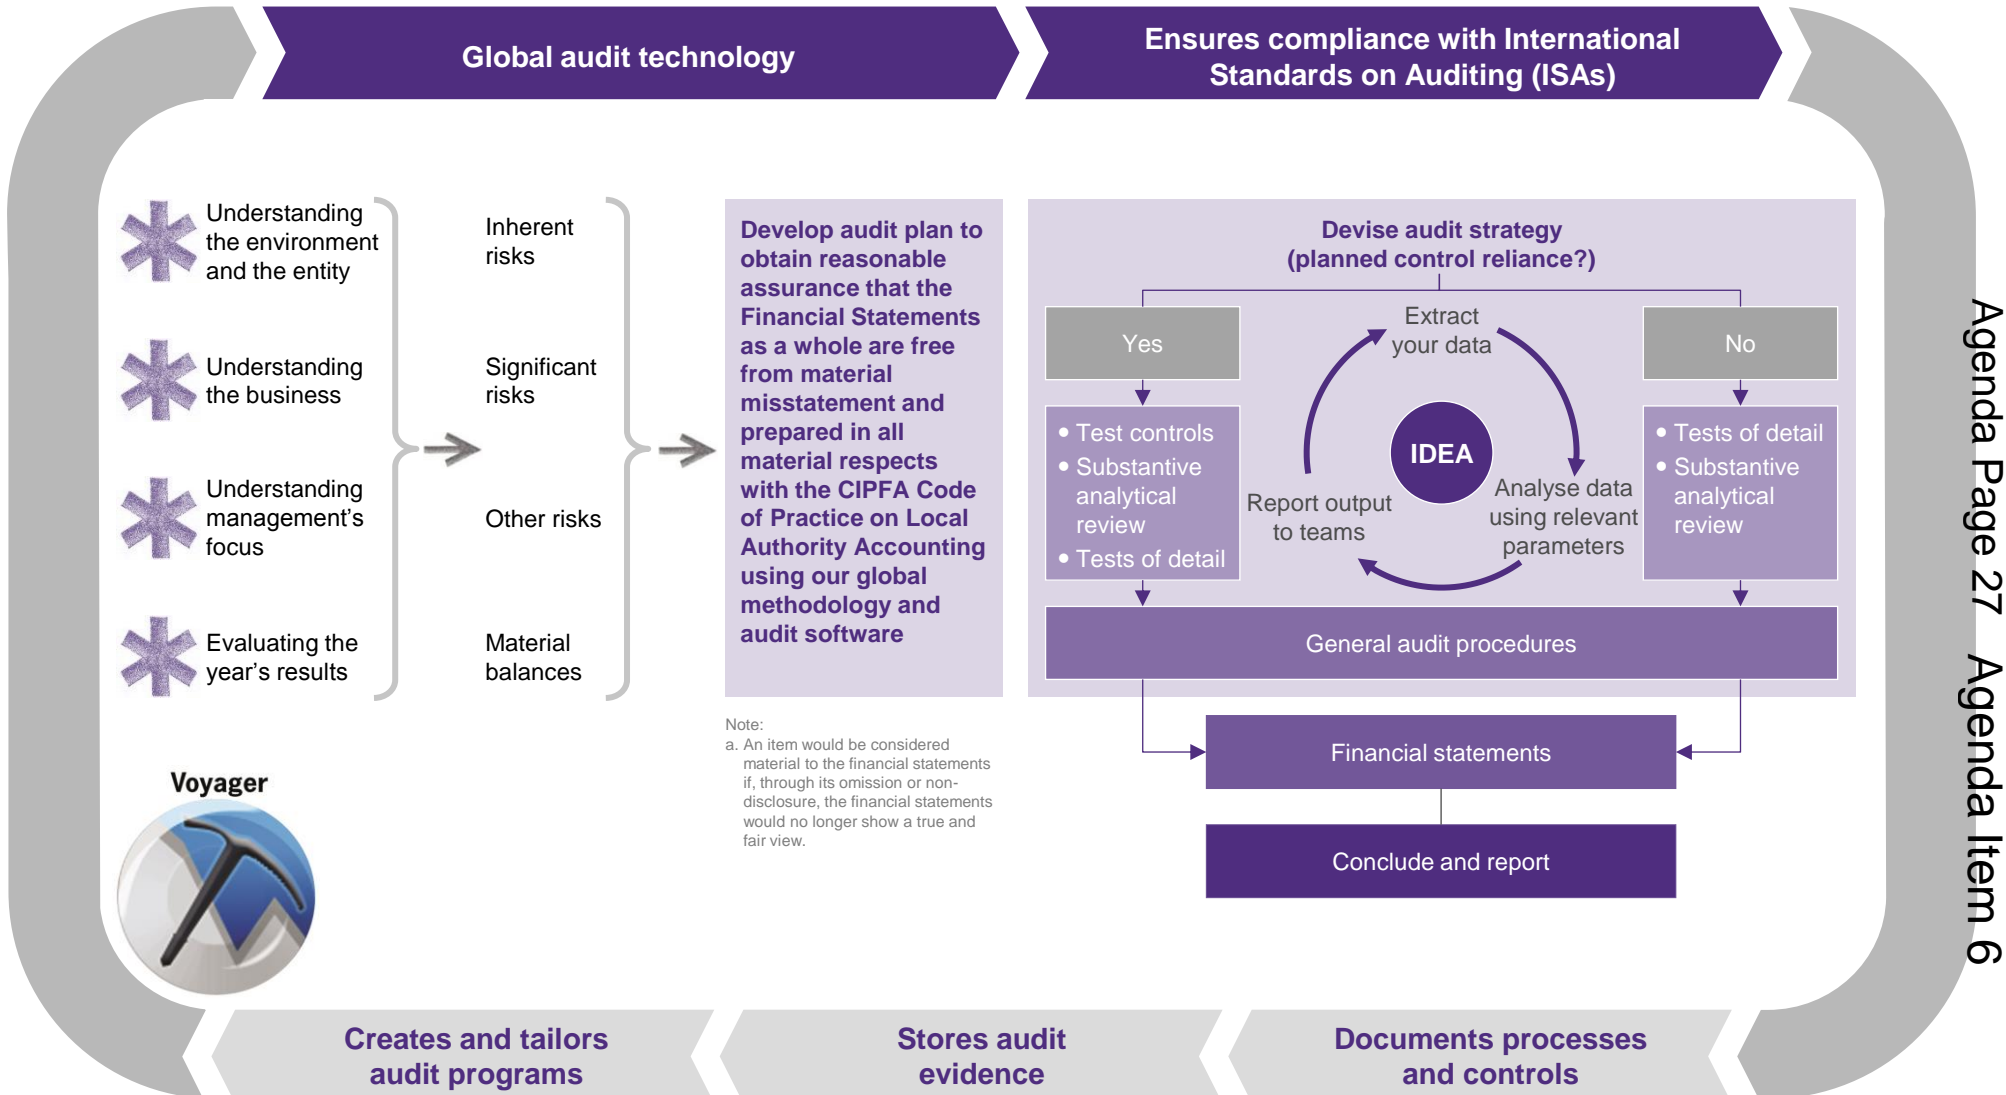 Global audit technology
Ensures compliance with International
Standards on Auditing (ISAs)
Understanding
the environment
and the entity
Understanding
the business
Understanding
management’s
focus
Evaluating the
year’s results
Inherent
risks
Significant
risks
Other risks
Material
balances
Develop audit plan to
obtain reasonable
assurance that the
Financial Statements
as a whole are free
from material
misstatement and
prepared in all
material respects
with the CIPFA Code
of Practice on Local
Authority Accounting
using our global
methodology and
audit software
Note:
a. An item would be considered
material to the financial statements
if, through its omission or non-
disclosure, the financial statements
would no longer show a true and
fair view.
Devise audit strategy
(planned control reliance?)
Yes
• Test controls
• Substantive
analytical
review
• Tests of detail
Extract
your data
IDEA
Analyse data
using relevant
parameters
Report output
to teams
No
• Tests of detail
• Substantive
analytical
review
General audit procedures
Financial statements
Conclude and report
Voyager
Creates and tailors
audit programs
Stores audit
evidence
Documents processes
and controls
Agenda Page 27 Agenda Item 6